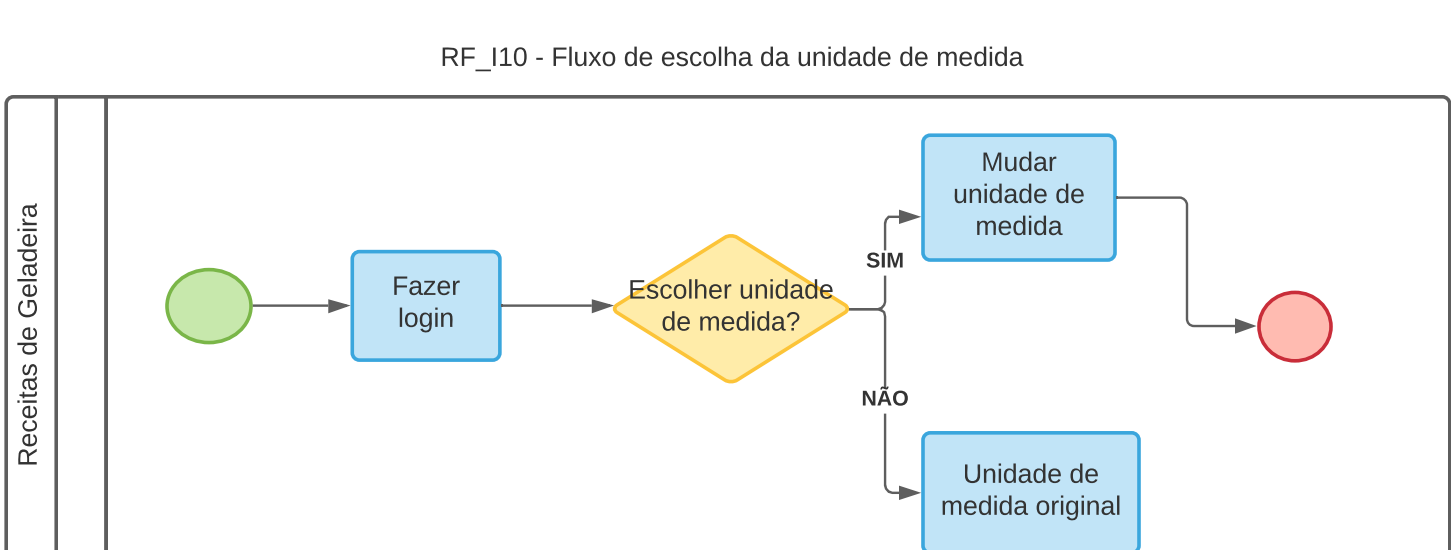 RF_I10 - Fluxo de escolha da unidade de medida
Receitas de Geladeira
Fazer
login
Escolher unidade
de medida?
SIM
Mudar
unidade de
medida
NÃO
Unidade de
medida original